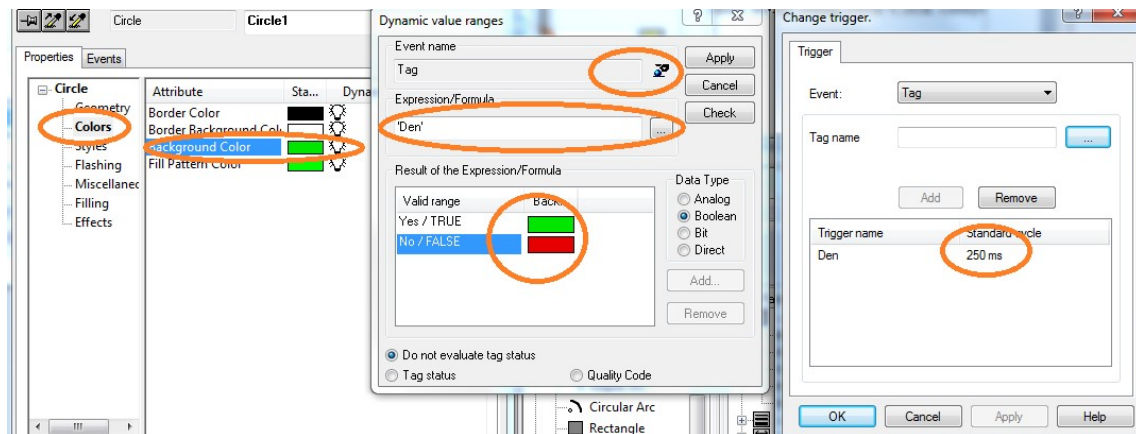 Circle Circle1
Properties Events
Circle
Geometry
Colors
Styles
Flashing
Filling
Effects
Attribute Sta... Dyna
Border Color
Border Background Col
Background Color
Fill Pattern Color
Dynamic value ranges
Event name
Tag
Expression/Formula
'Den'
...
Apply
Cancel
Check
Result of the Expression/Formula
Valid range
Yes / TRUE
No / FALSE
Data Type
Analog
Boolean
Bit
Direct
Add...
Remove
Do not evaluate tag status
Tag status Quality Code
Circular Arc
Rectangle
Change trigger.
Trigger
Event: Tag
Tag name ...
Add Remove
Trigger name Standard cycle
Den 250 ms
OK Cancel Apply Help